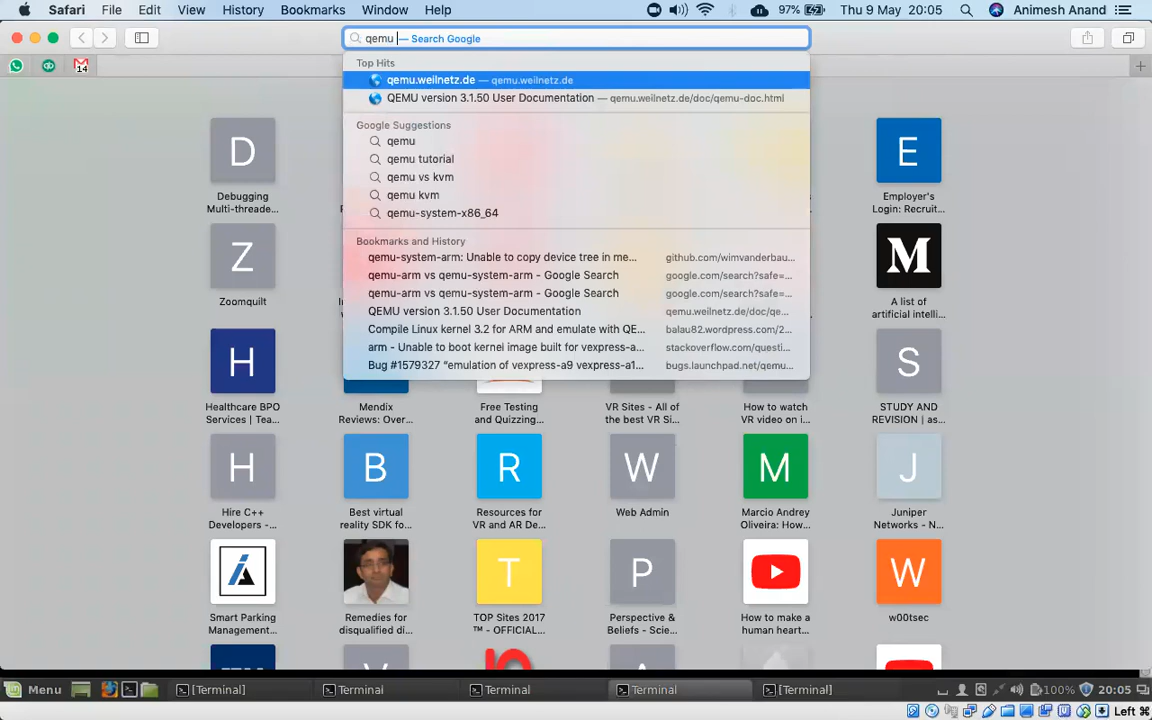 Safari File Edit View History Bookmarks Window Help 97% Thu 9 May 20:05 Animesh Anand
qemu — Search Google
14
Top Hits
qemu.weilnetz.de — qemu.weilnetz.de
QEMU version 3.1.50 User Documentation — qemu.weilnetz.de/doc/qemu-doc.html
Google Suggestions
qemu
qemu tutorial
qemu vs kvm
qemu kvm
qemu-system-x86_64
Bookmarks and History
qemu-system-arm: Unable to copy device tree in me... github.com/wimvanderbau...
qemu-arm vs qemu-system-arm - Google Search google.com/search?safe=...
qemu-arm vs qemu-system-arm - Google Search google.com/search?safe=...
QEMU version 3.1.50 User Documentation qemu.weilnetz.de/doc/qe...
Compile Linux kernel 3.2 for ARM and emulate with QE... balau82.wordpress.com/2...
arm - Unable to boot kernel image built for vexpress-a... stackoverflow.com/questi...
Bug #1579327 “emulation of vexpress-a9 vexpress-a1... bugs.launchpad.net/qemu...
D E
Debugging
Multi-threade...
Employer's
Login: Recruit...
Z
Zoomquilt
A list of
artificial intelli...
H S
Healthcare BPO
Services | Tea...
Mendix
Reviews: Over...
Free Testing
and Quizzing...
VR Sites - All of
the best VR Si...
How to watch
VR video on i...
STUDY AND
REVISION | as...
H B R W M J
Hire C++
Developers -...
Best virtual
reality SDK fo...
Resources for
VR and AR De...
Web Admin
Marcio Andrey
Oliveira: How...
Juniper
Networks - N...
T P W
Smart Parking
Management...
Remedies for
disqualified di...
TOP Sites 2017
™ - OFFICIAL...
Perspective &
Beliefs - Scie...
How to make a
human heart...
w00tsec
Menu [Terminal] Terminal Terminal Terminal [Terminal] 100% 20:05
Left ⌘